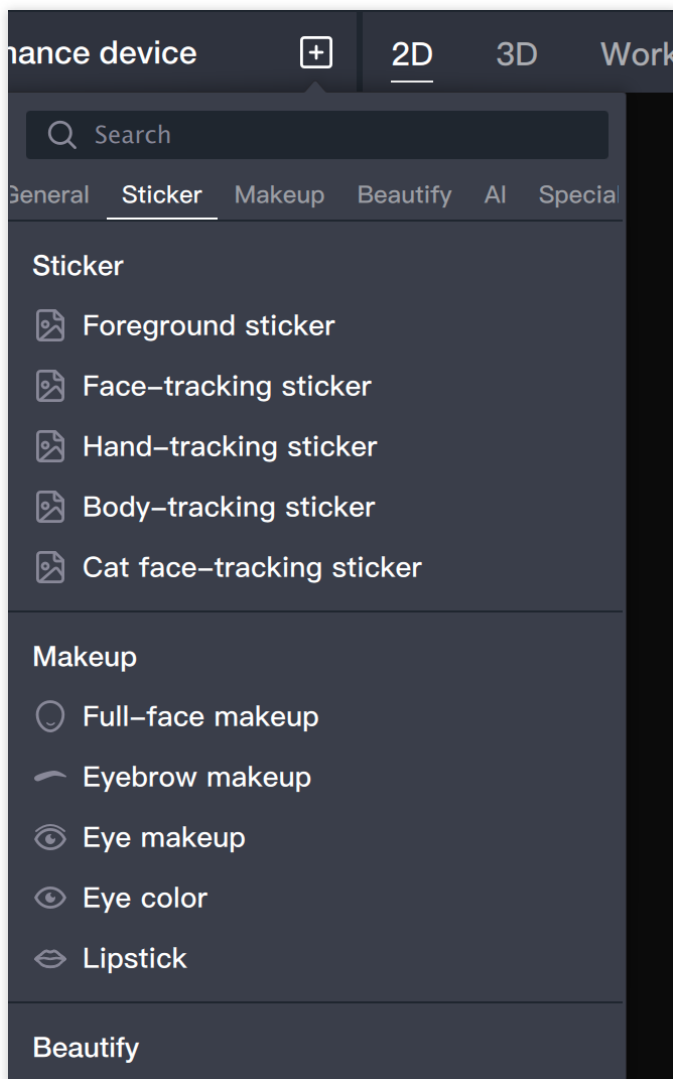 nance device 2D 3D Work
Search
General Sticker Makeup Beautify AI Special
Sticker
Foreground sticker
Face-tracking sticker
Hand-tracking sticker
Body-tracking sticker
Cat face-tracking sticker
Makeup
Full-face makeup
Eyebrow makeup
Eye makeup
Eye color
Lipstick
Beautify